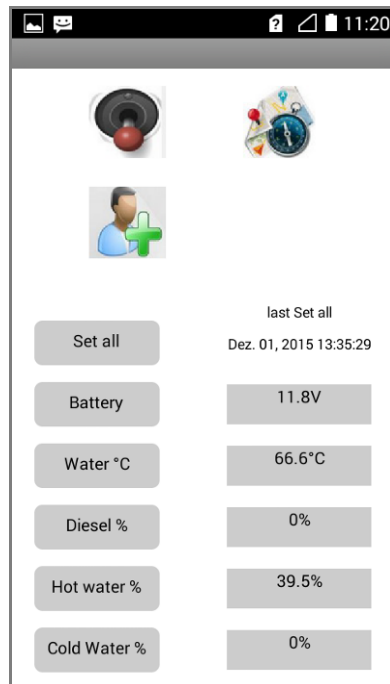 11:20
last Set all
Set all
Dez. 01, 2015 13:35:29
Battery
11.8V
Water °C
66.6°C
Diesel %
0%
Hot water %
39.5%
Cold Water %
0%